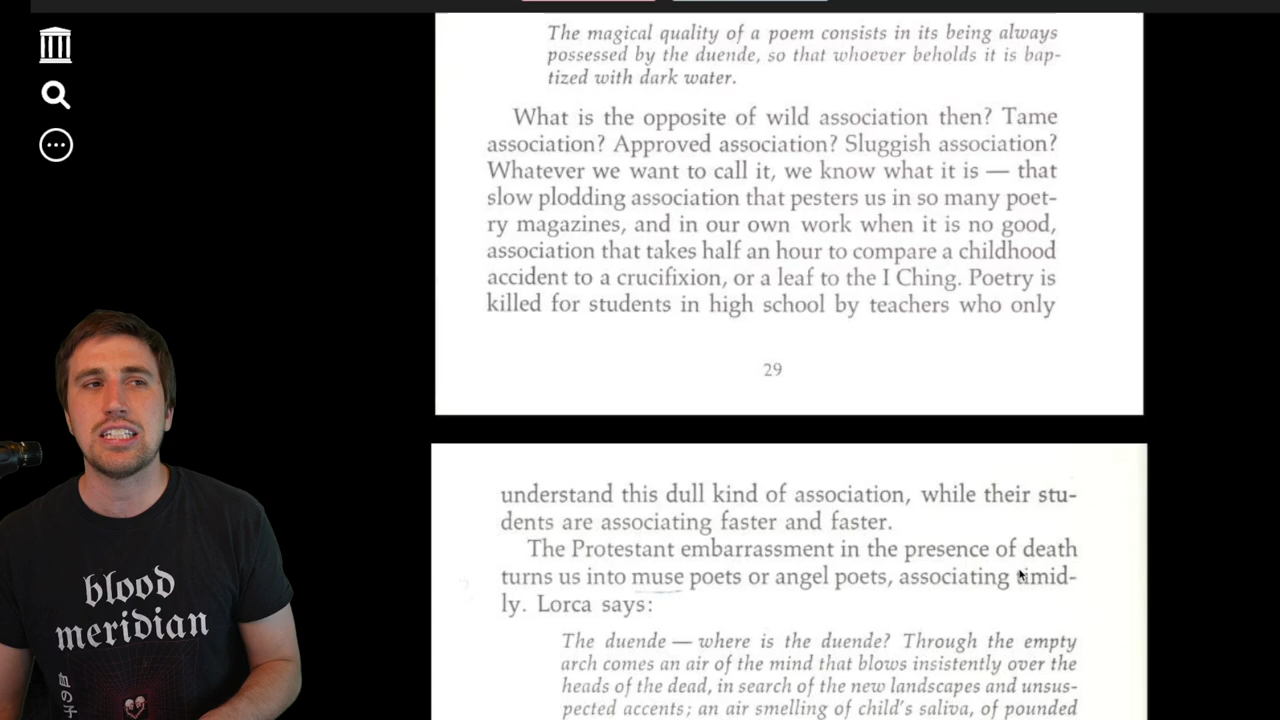 The magical quality of a poem consists in its being always
possessed by the duende, so that whoever beholds it is bap-
tized with dark water.
What is the opposite of wild association then? Tame
association? Approved association? Sluggish association?
Whatever we want to call it, we know what it is — that
slow plodding association that pesters us in so many poet-
ry magazines, and in our own work when it is no good,
association that takes half an hour to compare a childhood
accident to a crucifixion, or a leaf to the I Ching. Poetry is
killed for students in high school by teachers who only
29
understand this dull kind of association, while their stu-
dents are associating faster and faster.
The Protestant embarrassment in the presence of death
turns us into muse poets or angel poets, associating timid-
ly. Lorca says:
The duende — where is the duende? Through the empty
arch comes an air of the mind that blows insistently over the
heads of the dead, in search of the new landscapes and unsus-
pected accents; an air smelling of child's saliva, of pounded
blood
meridian
血の子